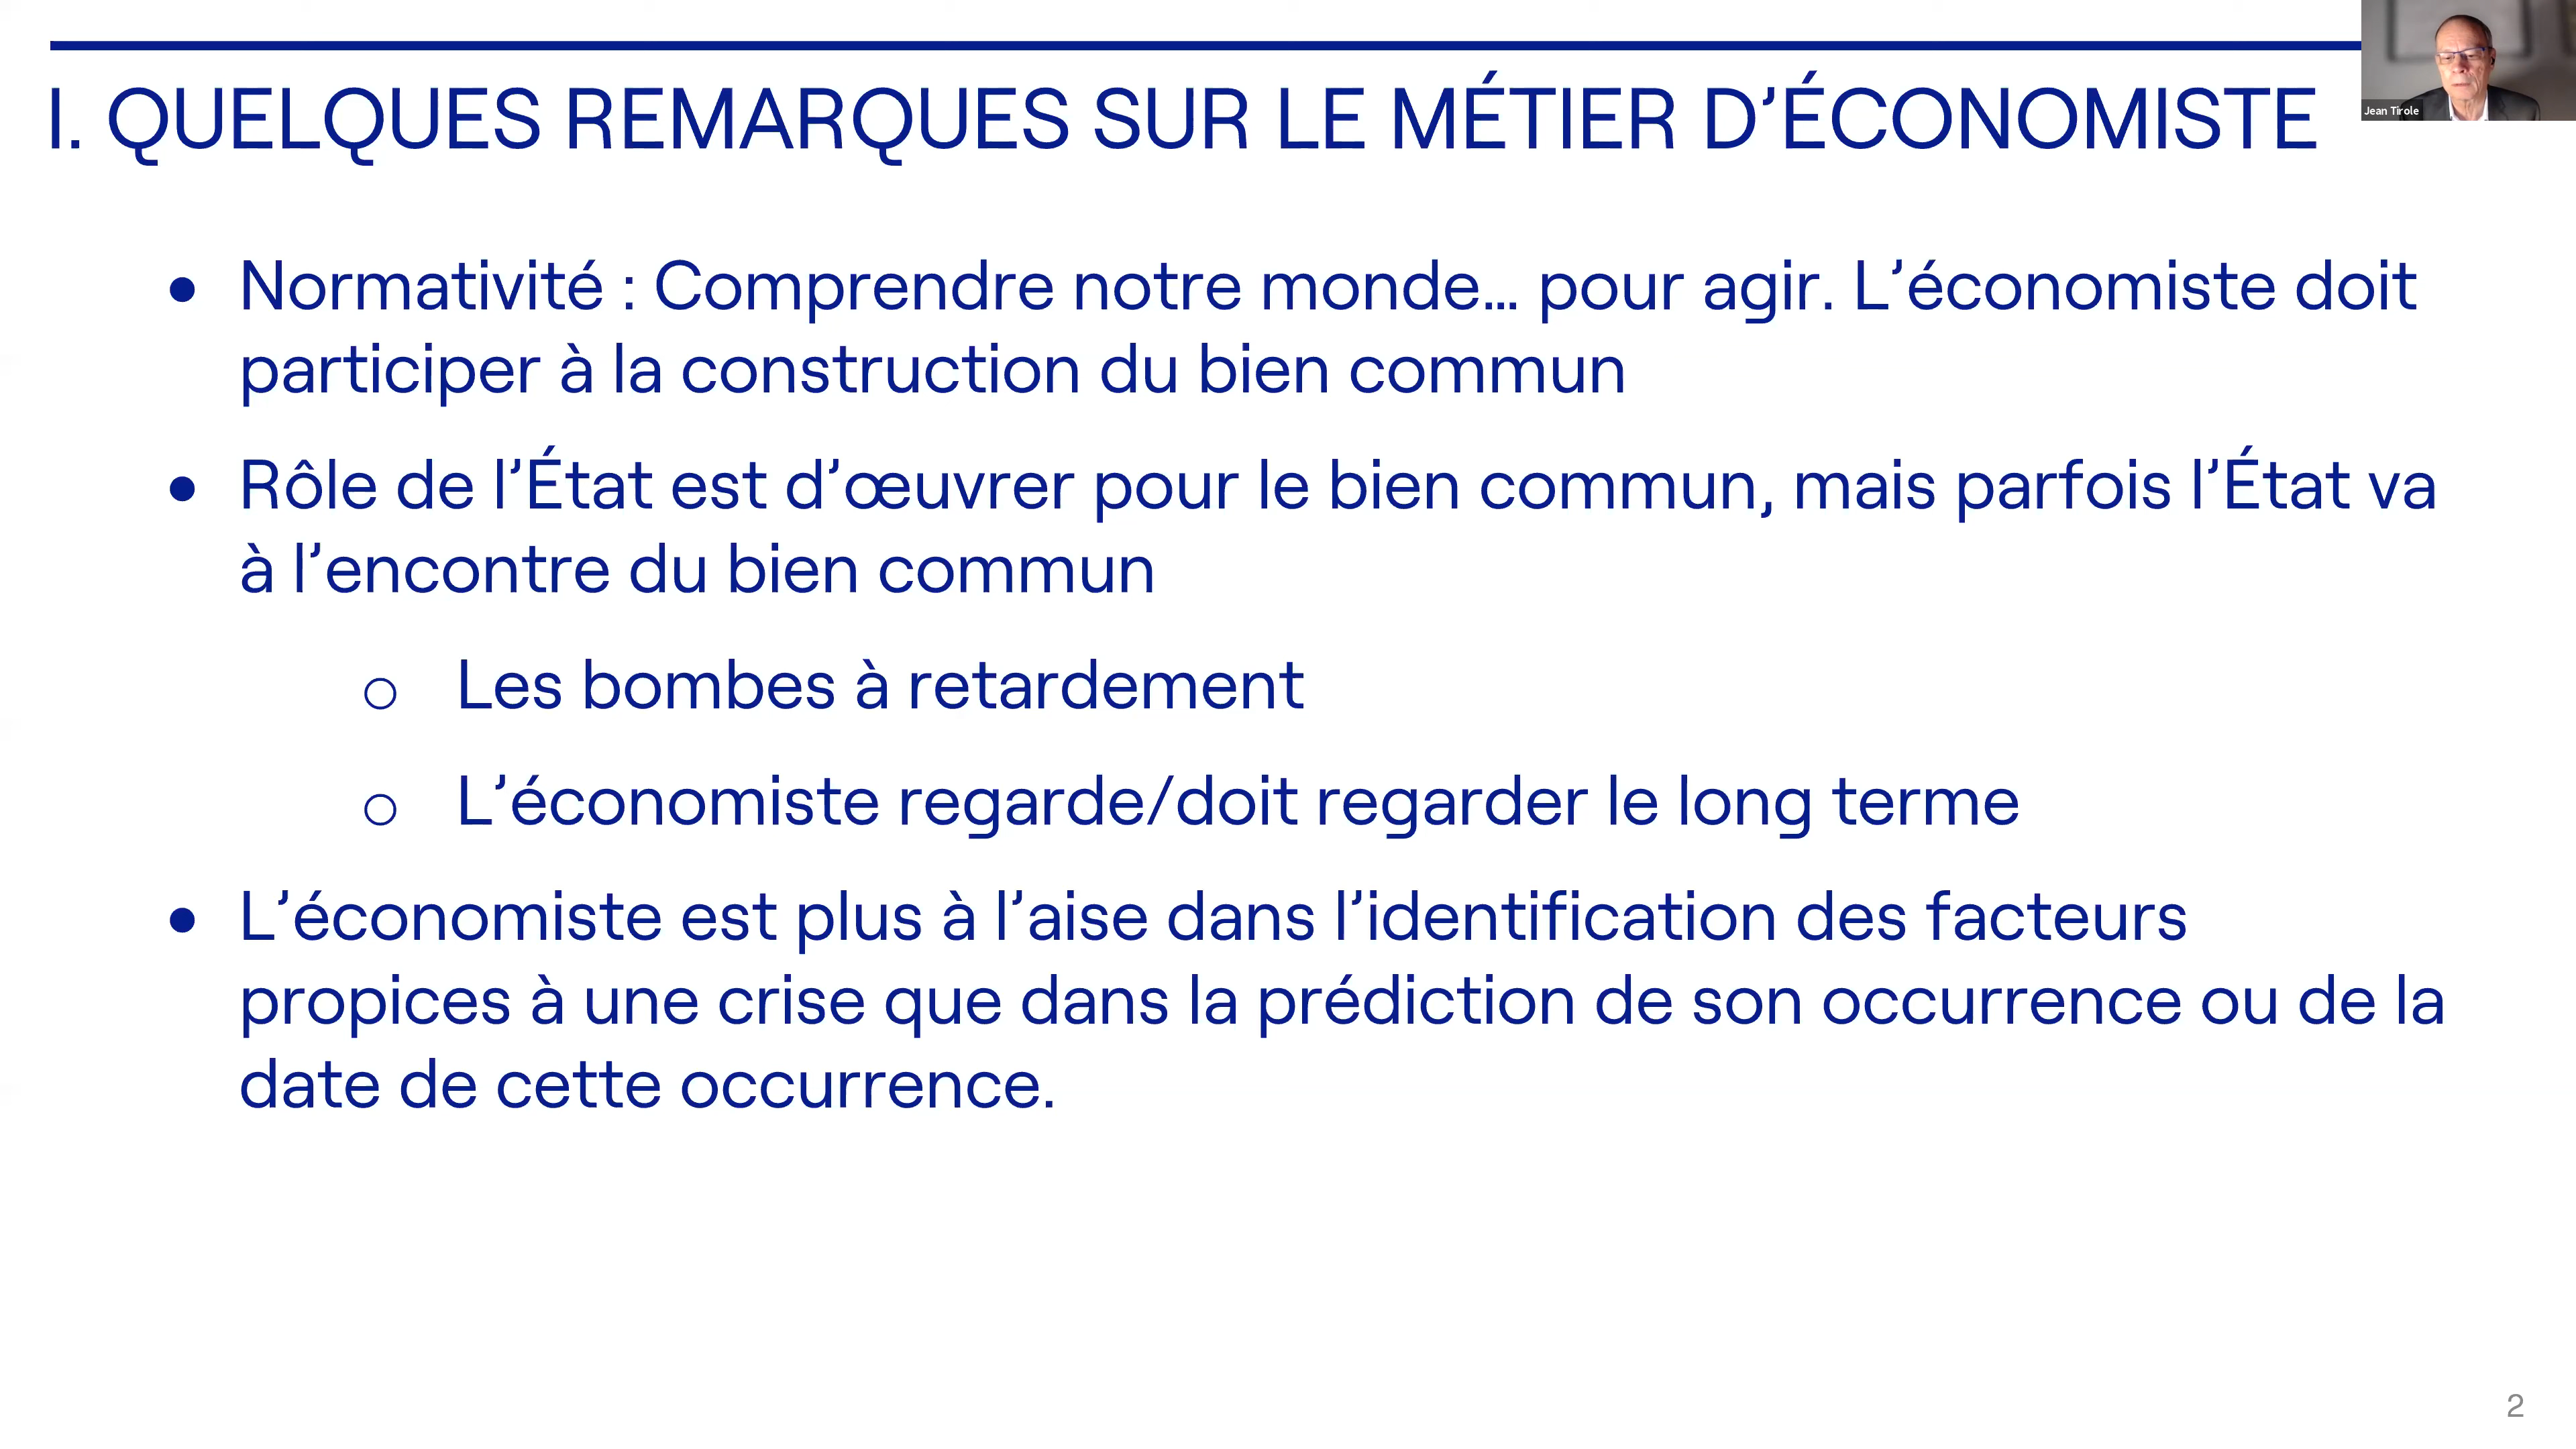 I. QUELQUES REMARQUES SUR LE MÉTIER D’ÉCONOMISTE
Jean Tirole
• Normativité : Comprendre notre monde… pour agir. L’économiste doit
participer à la construction du bien commun
• Rôle de l’État est d’œuvrer pour le bien commun, mais parfois l’État va
à l’encontre du bien commun
○ Les bombes à retardement
○ L’économiste regarde/doit regarder le long terme
• L’économiste est plus à l’aise dans l’identification des facteurs
propices à une crise que dans la prédiction de son occurrence ou de la
date de cette occurrence.
2